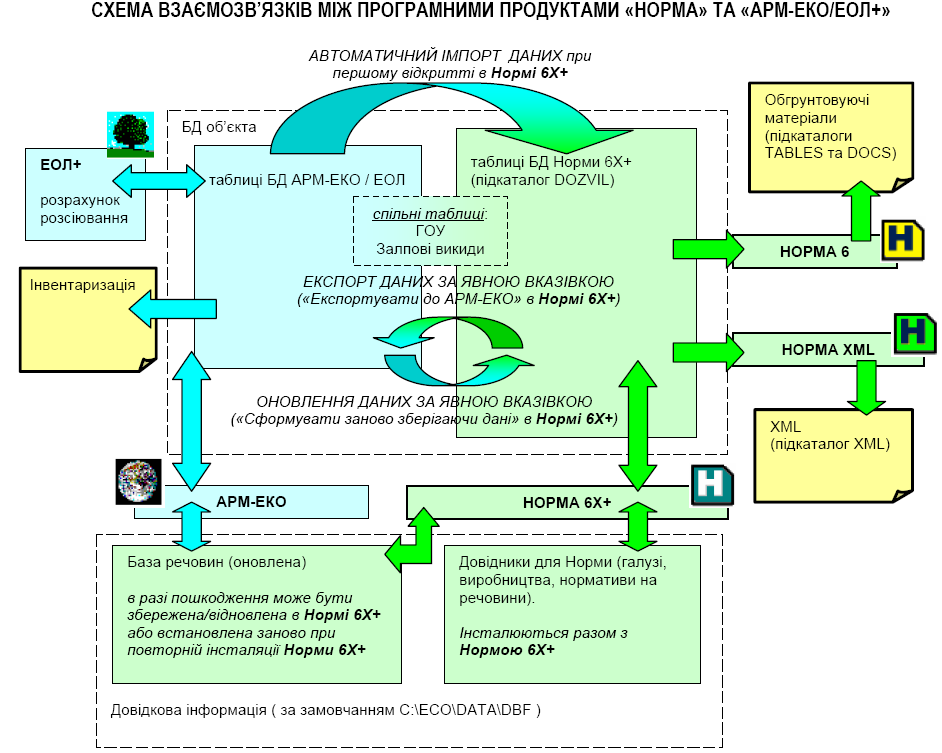 СХЕМА ВЗАЄМОЗВ’ЯЗКІВ МІЖ ПРОГРАМНИМИ ПРОДУКТАМИ «НОРМА» ТА «АРМ-ЕКО/ЕОЛ+»
АВТОМАТИЧНИЙ ІМПОРТ ДАНИХ при
першому відкритті в Нормі 6Х+
БД об’єкта
ЕОЛ+
розрахунок
розсіювання
таблиці БД АРМ-ЕКО / ЕОЛ
таблиці БД Норми 6Х+
(підкаталог DOZVIL)
спільні таблиці:
ГОУ
Залпові викиди
Обгрунтовуючі
матеріали
(підкаталоги
TABLES та DOCS)
Н
НОРМА 6
Інвентаризація
ЕКСПОРТ ДАНИХ ЗА ЯВНОЮ ВКАЗІВКОЮ
(«Експортувати до АРМ-ЕКО» в Нормі 6Х+)
Н
НОРМА XML
ОНОВЛЕННЯ ДАНИХ ЗА ЯВНОЮ ВКАЗІВКОЮ
(«Сформувати заново зберігаючи дані» в Нормі 6Х+)
XML
(підкаталог XML)
АРМ-ЕКО
НОРМА 6Х+
Н
База речовин (оновлена)
в разі пошкодження може бути
збережена/відновлена в Нормі 6Х+
або встановлена заново при
повторній інсталяції Норми 6Х+
Довідники для Норми (галузі,
виробництва, нормативи на
речовини).
Інсталюються разом з
Нормою 6Х+
Довідкова інформація ( за замовчанням C:\ECO\DATA\DBF )